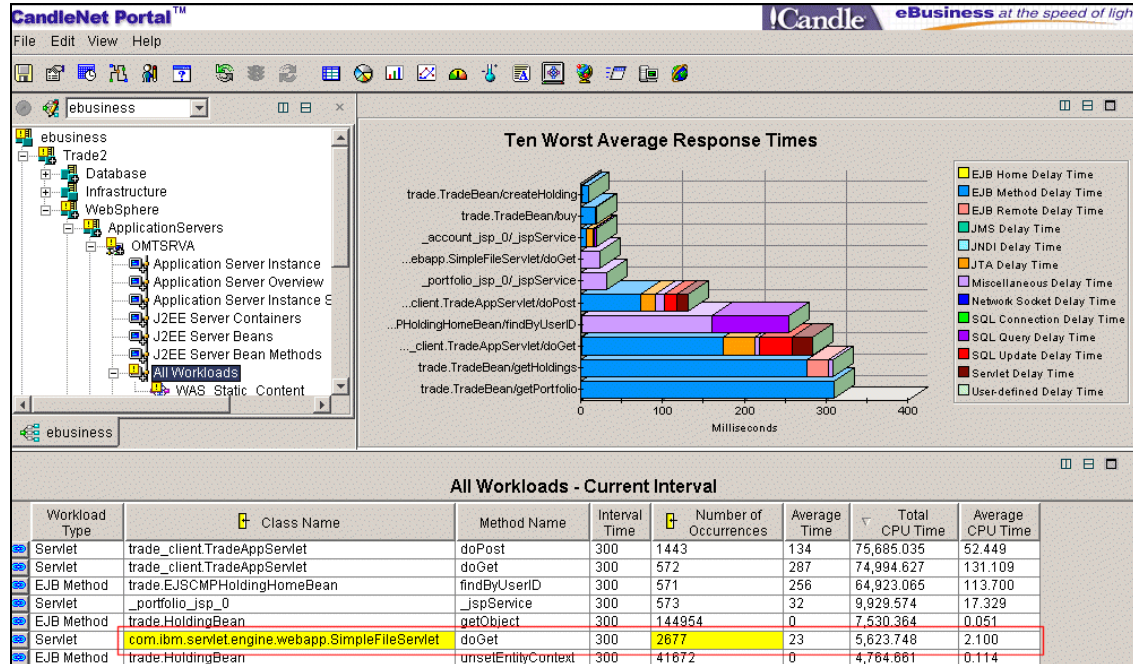 CandleNet Portal™
!Candle eBusiness at the speed of ligh
File Edit View Help
ebusiness
ebusiness
Trade2
Database
Infrastructure
WebSphere
ApplicationServers
OMTSRVA
Application Server Instance
Application Server Overview
Application Server Instance S
J2EE Server Containers
J2EE Server Beans
J2EE Server Bean Methods
All Workloads
WAS_Static_Content
ebusiness
Ten Worst Average Response Times
trade.TradeBean/createHolding
trade.TradeBean/buy
_account_jsp_0/_jspService
...ebapp.SimpleFileServlet/doGet
_portfolio_jsp_0/_jspService
...client.TradeAppServlet/doPost
...PHoldingHomeBean/findByUserID
..._client.TradeAppServlet/doGet
trade.TradeBean/getHoldings
trade.TradeBean/getPortfolio
0 100 200 300 400
Milliseconds
EJB Home Delay Time
EJB Method Delay Time
EJB Remote Delay Time
JMS Delay Time
JNDI Delay Time
JTA Delay Time
Miscellaneous Delay Time
Network Socket Delay Time
SQL Connection Delay Time
SQL Query Delay Time
SQL Update Delay Time
Servlet Delay Time
User-defined Delay Time
All Workloads - Current Interval
Workload Type Class Name Method Name Interval Time Number of Occurrences Average Time Total CPU Time Average CPU Time
Servlet trade_client.TradeAppServlet doPost 300 1443 134 75,685.035 52.449
Servlet trade_client.TradeAppServlet doGet 300 572 287 74,994.627 131.109
EJB Method trade.EJSCMPHoldingHomeBean findByUserID 300 571 256 64,923.065 113.700
Servlet _portfolio_jsp_0 _jspService 300 573 32 9,929.574 17.329
EJB Method trade.HoldingBean getObject 300 144954 0 7,530.364 0.051
Servlet com.ibm.servlet.engine.webapp.SimpleFileServlet doGet 300 2677 23 5,623.748 2.100
EJB Method trade.HoldingBean unsetEntityContext 300 41672 0 4,764.661 0.114